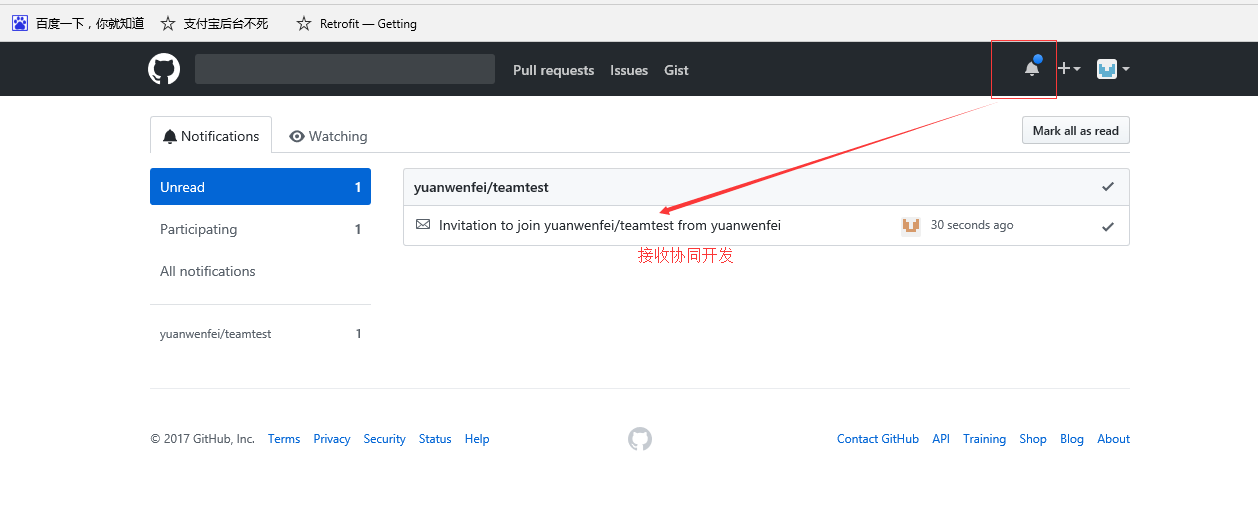 百度一下，你就知道 支付宝后台不死 Retrofit — Getting
Pull requests Issues Gist
Notifications Watching Mark all as read
Unread 1
yuanwenfei/teamtest
Participating 1
Invitation to join yuanwenfei/teamtest from yuanwenfei 30 seconds ago
接收协同开发
All notifications
yuanwenfei/teamtest 1
© 2017 GitHub, Inc. Terms Privacy Security Status Help Contact GitHub API Training Shop Blog About